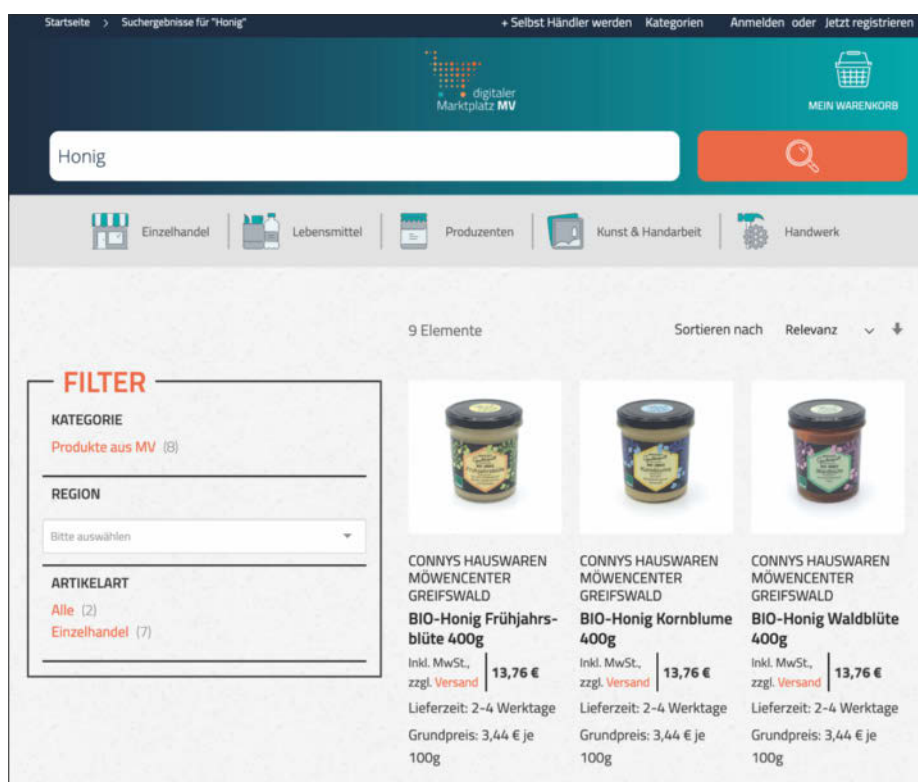 Startseite > Suchergebnisse für "Honig"
+ Selbst Händler werden Kategorien Anmelden oder Jetzt registrieren
digitaler
Marktplatz MV
MEIN WARENKORB
Honig
Einzelhandel
Lebensmittel
Produzenten
Kunst & Handarbeit
Handwerk
9 Elemente
Sortieren nach Relevanz
FILTER
KATEGORIE
Produkte aus MV (8)
REGION
Bitte auswählen
ARTIKELART
Alle (2)
Einzelhandel (7)
CONNYS HAUSWAREN
MÖWENCENTER
GREIFSWALD
BIO-Honig Frühjahrs-
blüte 400g
Inkl. MwSt.,
zzgl. Versand
13,76 €
Lieferzeit: 2-4 Werktage
Grundpreis: 3,44 € je
100g
CONNYS HAUSWAREN
MÖWENCENTER
GREIFSWALD
BIO-Honig Kornblume
400g
Inkl. MwSt.,
zzgl. Versand
13,76 €
Lieferzeit: 2-4 Werktage
Grundpreis: 3,44 € je
100g
CONNYS HAUSWAREN
MÖWENCENTER
GREIFSWALD
BIO-Honig Waldblüte
400g
Inkl. MwSt.,
zzgl. Versand
13,76 €
Lieferzeit: 2-4 Werktage
Grundpreis: 3,44 € je
100g